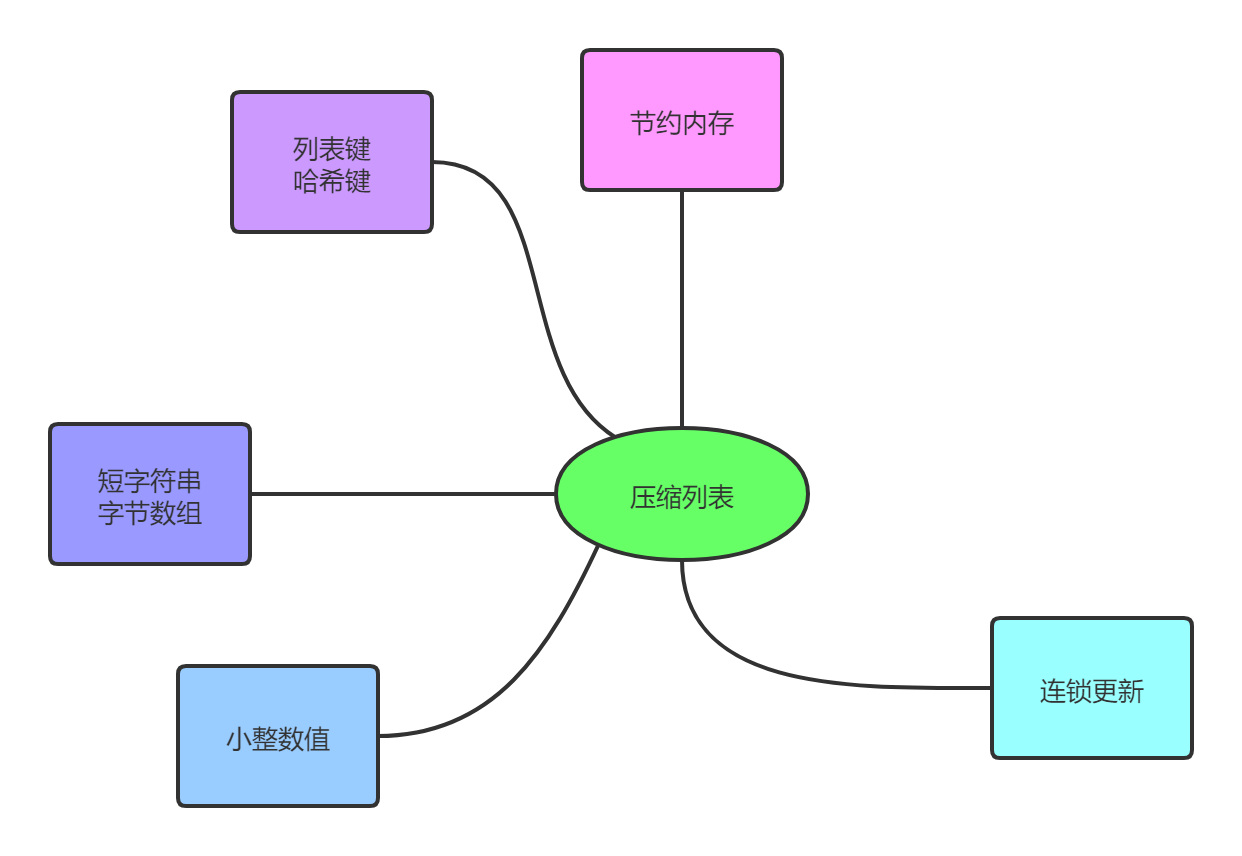 节约内存
列表键
哈希键
短字符串
字节数组
压缩列表
连锁更新
小整数值